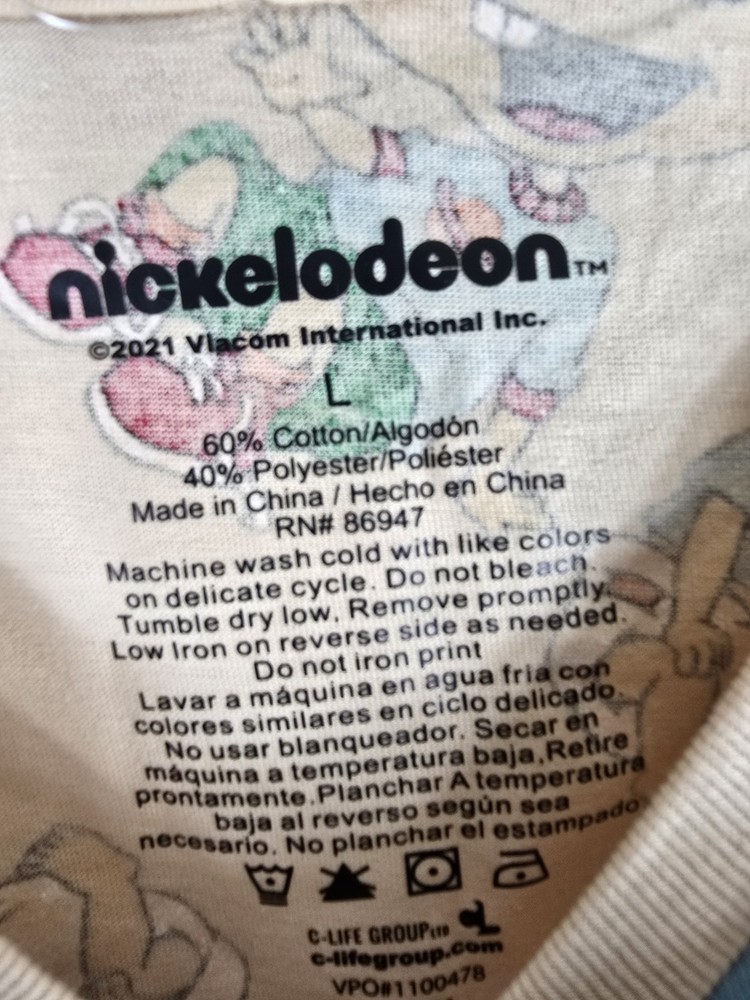 nickelodeon™
©2021 Viacom International Inc.
L
60% Cotton/Algodón
40% Polyester/Poliéster
Made in China / Hecho en China
RN# 86947
Machine wash cold with like colors
on delicate cycle. Do not bleach.
Tumble dry low. Remove promptly.
Low Iron on reverse side as needed.
Do not iron print
Lavar a máquina en agua fria con
colores similares en ciclo delicado.
No usar blanqueador. Secar en
máquina a temperatura baja,Retire
prontamente.Planchar A temperatura
baja al reverso según sea
necesario. No planchar el estampado
C-LIFE GROUP LTD
c-lifegroup.com
VPO#1100478